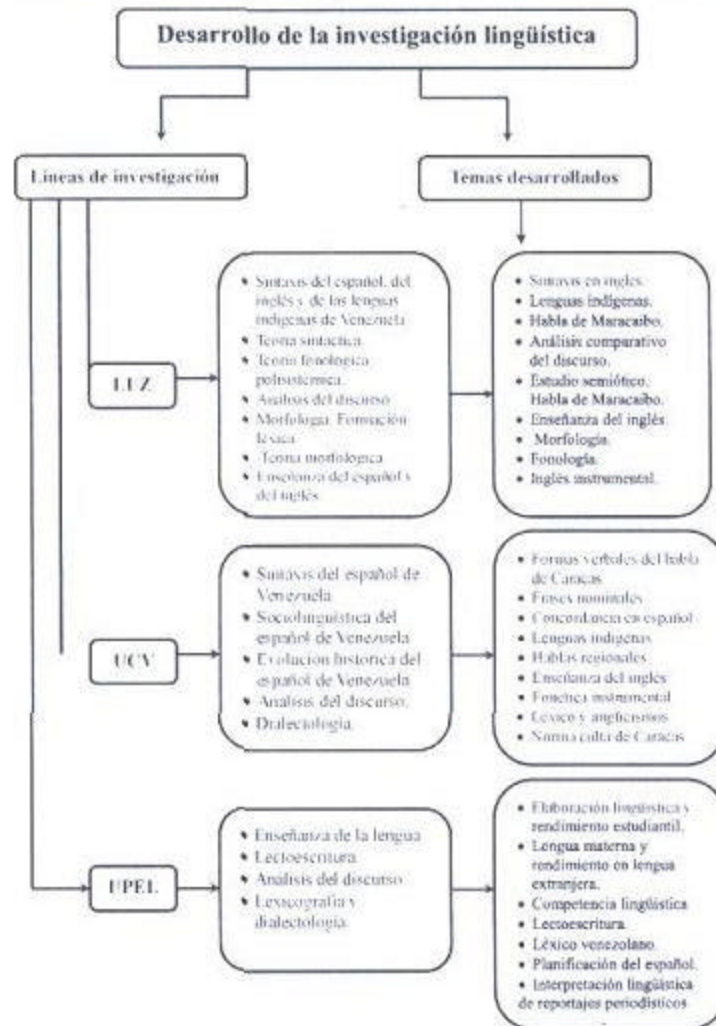 Desarrollo de la investigación lingüística
Líneas de investigación
Temas desarrollados
LUZ
• Sintaxis del español, del
inglés y de las lenguas
indígenas de Venezuela
• Teoría sintáctica.
• Teoría fonológica
polisistémica.
• Análisis del discurso
• Morfología. Formación
léxica
• Teoría morfológica
• Enseñanza del español y
del inglés
• Sintaxis en inglés.
• Lenguas indígenas.
• Habla de Maracaibo.
• Análisis comparativo
del discurso.
• Estudio semiótico.
Habla de Maracaibo.
• Enseñanza del inglés.
• Morfología.
• Fonología.
• Inglés instrumental.
UCV
• Sintaxis del español de
Venezuela
• Sociolingüística del
español de Venezuela
• Evolución histórica del
español de Venezuela
• Análisis del discurso.
• Dialectología.
• Formas verbales del habla
de Caracas
• Frases nominales
• Concordancia en español
• Lenguas indígenas
• Hablas regionales
• Enseñanza del inglés
• Fonética instrumental
• Léxico y anglicismos
• Norma culta de Caracas
UPEL
• Enseñanza de la lengua
• Lectoescritura
• Análisis del discurso
• Lexicografía y
dialectología.
• Elaboración lingüística y
rendimiento estudiantil.
• Lengua materna y
rendimiento en lengua
extranjera.
• Competencia lingüística
• Lectoescritura
• Léxico venezolano
• Planificación del español.
• Interpretación lingüística
de reportajes periodísticos